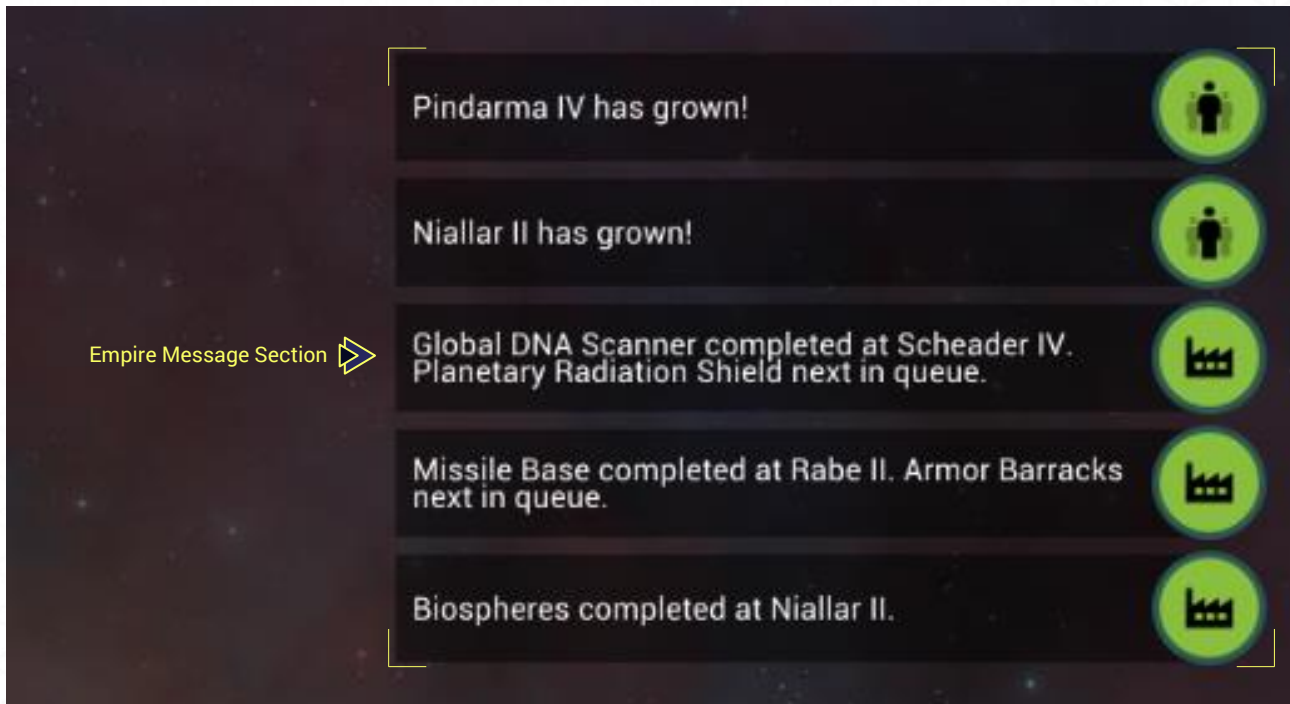 Pindarma IV has grown!
Niallar II has grown!
Empire Message Section
Global DNA Scanner completed at Scheader IV.
Planetary Radiation Shield next in queue.
Missile Base completed at Rabe II. Armor Barracks
next in queue.
Biospheres completed at Niallar II.